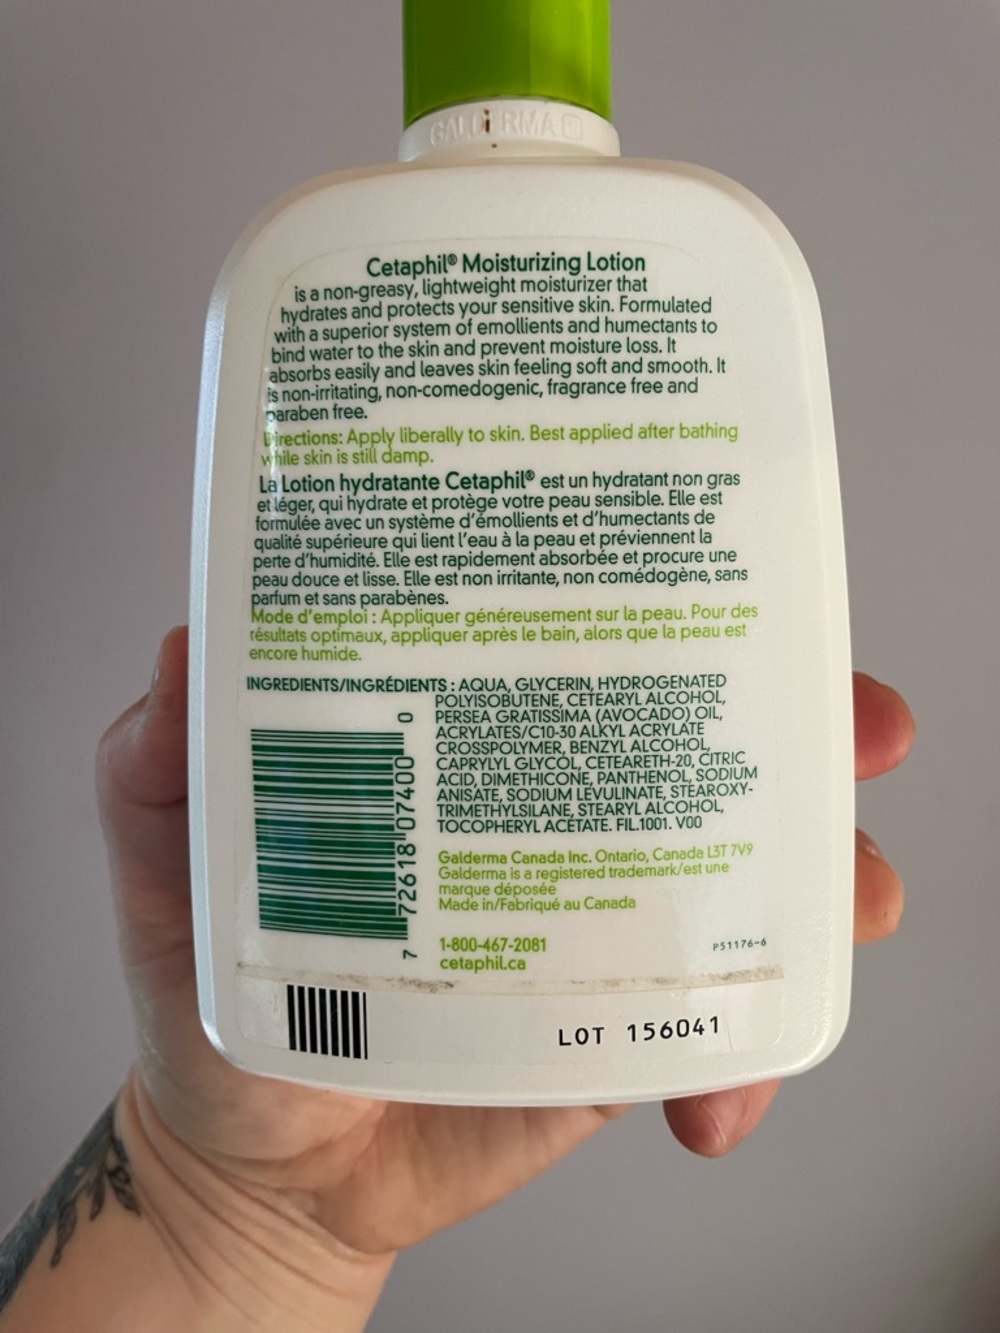 GALDERMA
Cetaphil® Moisturizing Lotion
is a non-greasy, lightweight moisturizer that
hydrates and protects your sensitive skin. Formulated
with a superior system of emollients and humectants to
bind water to the skin and prevent moisture loss. It
absorbs easily and leaves skin feeling soft and smooth. It
is non-irritating, non-comedogenic, fragrance free and
paraben free.
Directions: Apply liberally to skin. Best applied after bathing
while skin is still damp.
La Lotion hydratante Cetaphil® est un hydratant non gras
et léger, qui hydrate et protège votre peau sensible. Elle est
formulée avec un système d'émollients et d'humectants de
qualité supérieure qui lient l'eau à la peau et préviennent la
perte d'humidité. Elle est rapidement absorbée et procure une
peau douce et lisse. Elle est non irritante, non comédogène, sans
parfum et sans parabènes.
Mode d'emploi : Appliquer généreusement sur la peau. Pour des
résultats optimaux, appliquer après le bain, alors que la peau est
encore humide.
INGREDIENTS/INGRÉDIENTS : AQUA, GLYCERIN, HYDROGENATED
POLYISOBUTENE, CETEARYL ALCOHOL,
PERSEA GRATISSIMA (AVOCADO) OIL,
ACRYLATES/C10-30 ALKYL ACRYLATE
CROSSPOLYMER, BENZYL ALCOHOL,
CAPRYLYL GLYCOL, CETEARETH-20, CITRIC
ACID, DIMETHICONE, PANTHENOL, SODIUM
ANISATE, SODIUM LEVULINATE, STEAROXY-
TRIMETHYLSILANE, STEARYL ALCOHOL,
TOCOPHERYL ACETATE. FIL.1001. V00
7 72618 07400 0
Galderma Canada Inc. Ontario, Canada L3T 7V9
Galderma is a registered trademark/est une
marque déposée
Made in/Fabriqué au Canada
1-800-467-2081
cetaphil.ca
P51176-6
LOT 156041